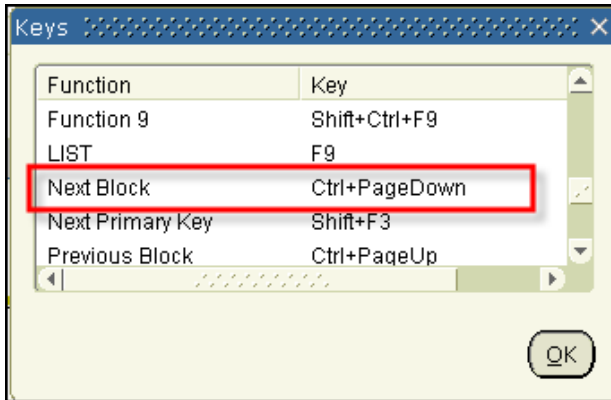 Keys
Function Key
Function 9 Shift+Ctrl+F9
LIST F9
Next Block Ctrl+PageDown
Next Primary Key Shift+F3
Previous Block Ctrl+PageUp
OK